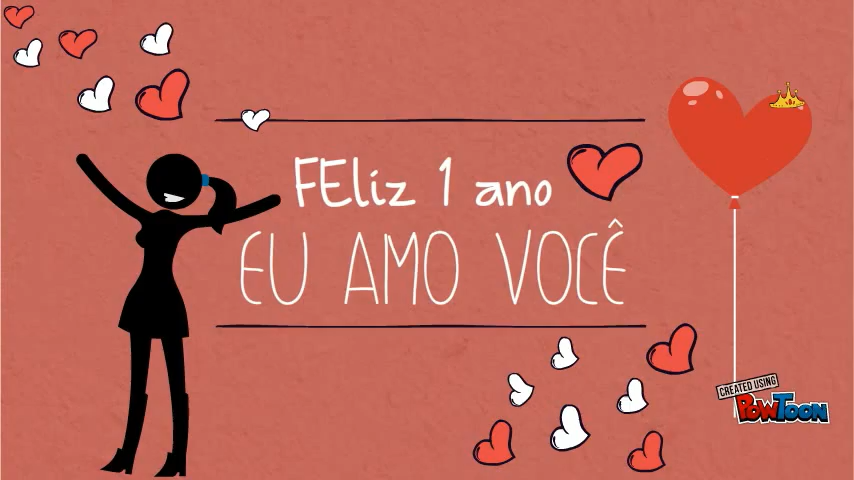 FELiz 1 ano
EU AMO VOCÊ
CREATED USING
POWTOON